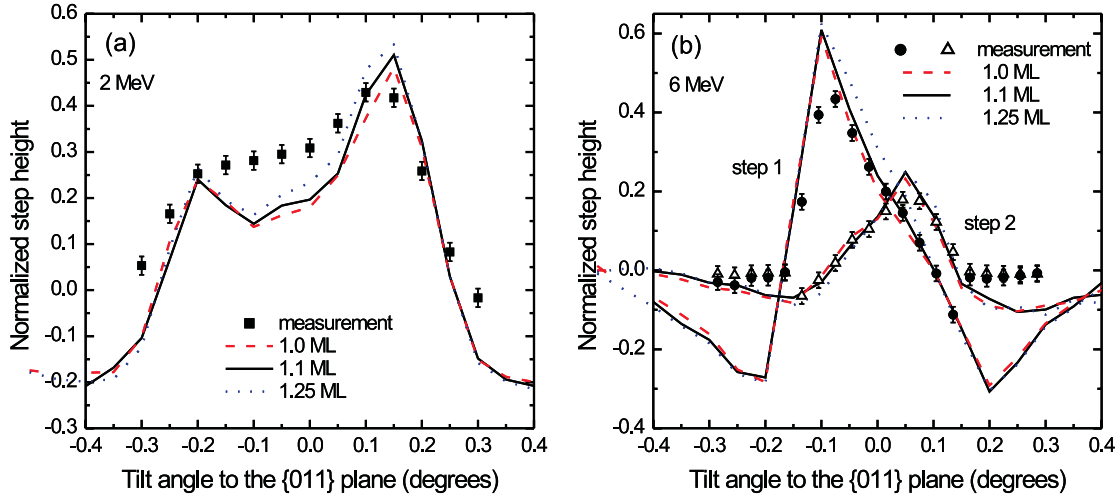 (a)
2 MeV
Normalized step height
0.6
0.5
0.4
0.3
0.2
0.1
0.0
-0.1
-0.2
-0.3
measurement
1.0 ML
1.1 ML
1.25 ML
-0.4 -0.3 -0.2 -0.1 0.0 0.1 0.2 0.3 0.4
Tilt angle to the {011} plane (degrees)
(b)
6 MeV
Normalized step height
0.6
0.4
0.2
0.0
-0.2
-0.4
measurement
1.0 ML
1.1 ML
1.25 ML
step 1
step 2
-0.4 -0.3 -0.2 -0.1 0.0 0.1 0.2 0.3 0.4
Tilt angle to the {011} plane (degrees)